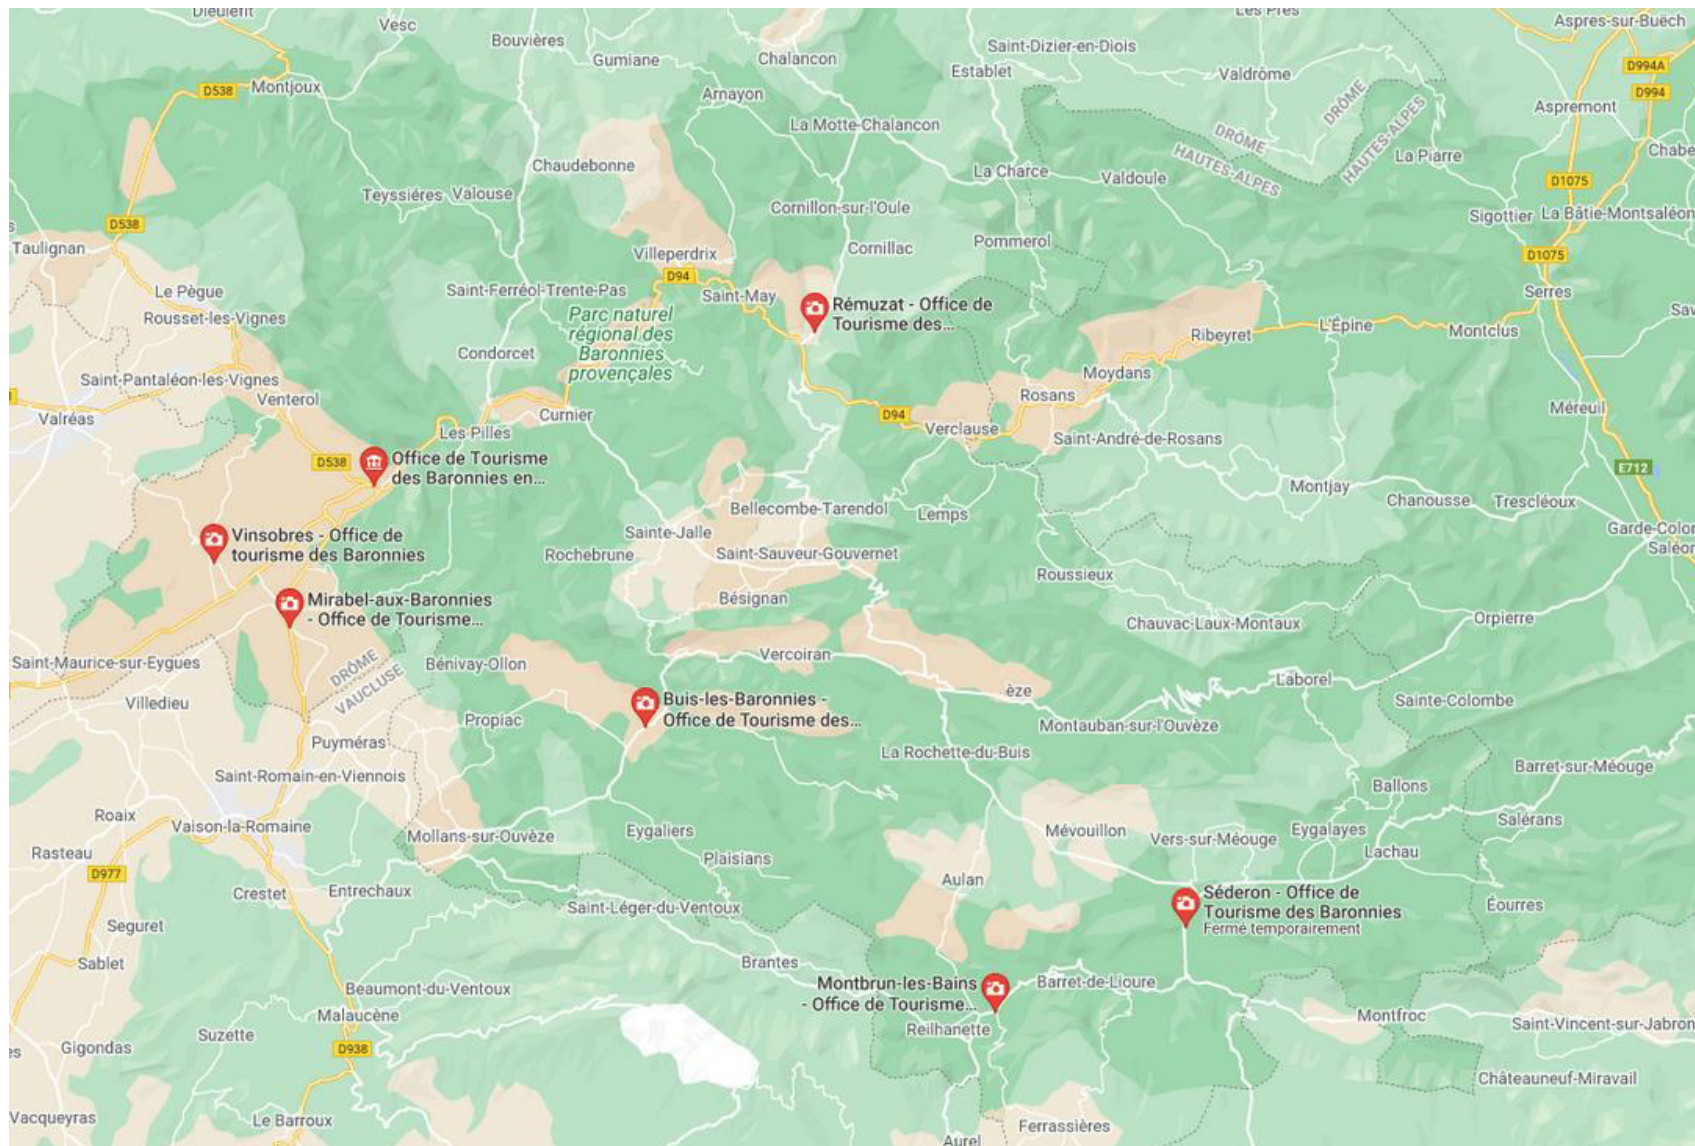 Dieulefit
Vesc
Bouvières
Gumiane
Chalancon
Saint-Dizier-en-Diois
Les Prés
Aspres-sur-Buëch
D994A
D538
Montjoux
Arnayon
Establet
Valdrôme
D994
DRÔME
Aspremont
La Motte-Chalancon
DRÔME
HAUTES-ALPES
La Piarre
Chabe
Chaudebonne
La Charce
Valdoule
HAUTES-ALPES
D1075
Teyssiéres
Valouse
Cornillon-sur-l'Oule
Sigottier
La Bâtie-Montsaléon
D538
s
Taulignan
Villeperdrix
Cornillac
Pommerol
D1075
D94
Le Pègue
Saint-Ferréol-Trente-Pas
Saint-May
Rémuzat - Office de
Tourisme des...
Serres
Rousset-les-Vignes
Parc naturel
régional des
Baronnies
provençales
Ribeyret
L'Épine
Montclus
Sav
Condorcet
Saint-Pantaléon-les-Vignes
Moydans
Venterol
Rosans
Valréas
Curnier
D94
Méreuil
Les Pilles
Verclause
Saint-André-de-Rosans
D538
Office de Tourisme
des Baronnies en...
E712
Montjay
Chanousse
Trescléoux
Bellecombe-Tarendol
Lemps
Garde-Color
Vinsobres - Office de
tourisme des Baronnies
Sainte-Jalle
Rochebrune
Saint-Sauveur-Gouvernet
Saléon
Roussieux
Mirabel-aux-Baronnies
- Office de Tourisme...
Bésignan
Chauvac-Laux-Montaux
Orpierre
Saint-Maurice-sur-Eygues
DRÔME
VAUCLUSE
Bénivay-Ollon
Vercoiran
Villedieu
Buis-les-Baronnies -
Office de Tourisme des...
èze
Laborel
Sainte-Colombe
Propiac
Montauban-sur-l'Ouvèze
Puyméras
La Rochette-du-Buis
Saint-Romain-en-Viennois
Barret-sur-Méouge
Ballons
Roaix
Vaison-la-Romaine
Mollans-sur-Ouvèze
Eygaliers
Mévouillon
Vers-sur-Méouge
Eygalayes
Salérans
Rasteau
Plaisians
Lachau
D977
Crestet
Entrechaux
Aulan
Saint-Léger-du-Ventoux
Séderon - Office de
Tourisme des Baronnies
Fermé temporairement
Éourres
Seguret
Sablet
Brantes
Montbrun-les-Bains
- Office de Tourisme...
Barret-de-Lioure
Beaumont-du-Ventoux
Malaucène
Reilhanette
Montfroc
Saint-Vincent-sur-Jabron
Suzette
es
Gigondas
D938
Châteauneuf-Miravail
Vacqueyras
Le Barroux
Ferrassières
Aurel